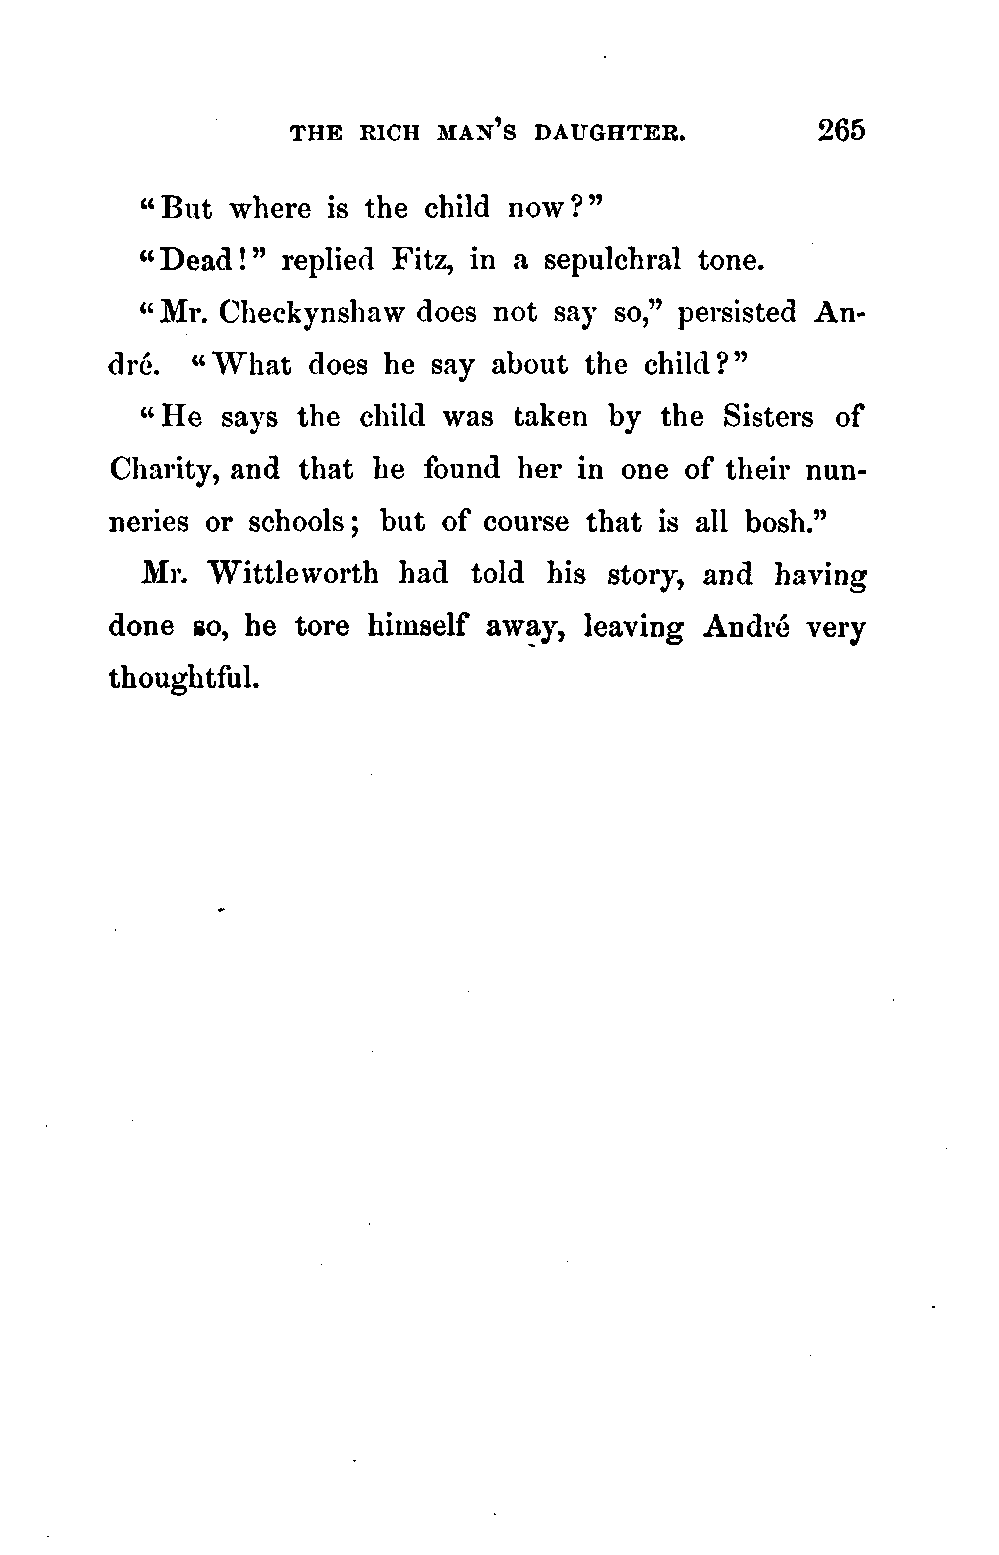 THE RICH MAN'S DAUGHTER. 265
“But where is the child now?”
“Dead!” replied Fitz, in a sepulchral tone.
“Mr. Checkynshaw does not say so,” persisted An-
dré. “What does he say about the child?”
“He says the child was taken by the Sisters of
Charity, and that he found her in one of their nun-
neries or schools; but of course that is all bosh.”
Mr. Wittleworth had told his story, and having
done so, he tore himself away, leaving André very
thoughtful.